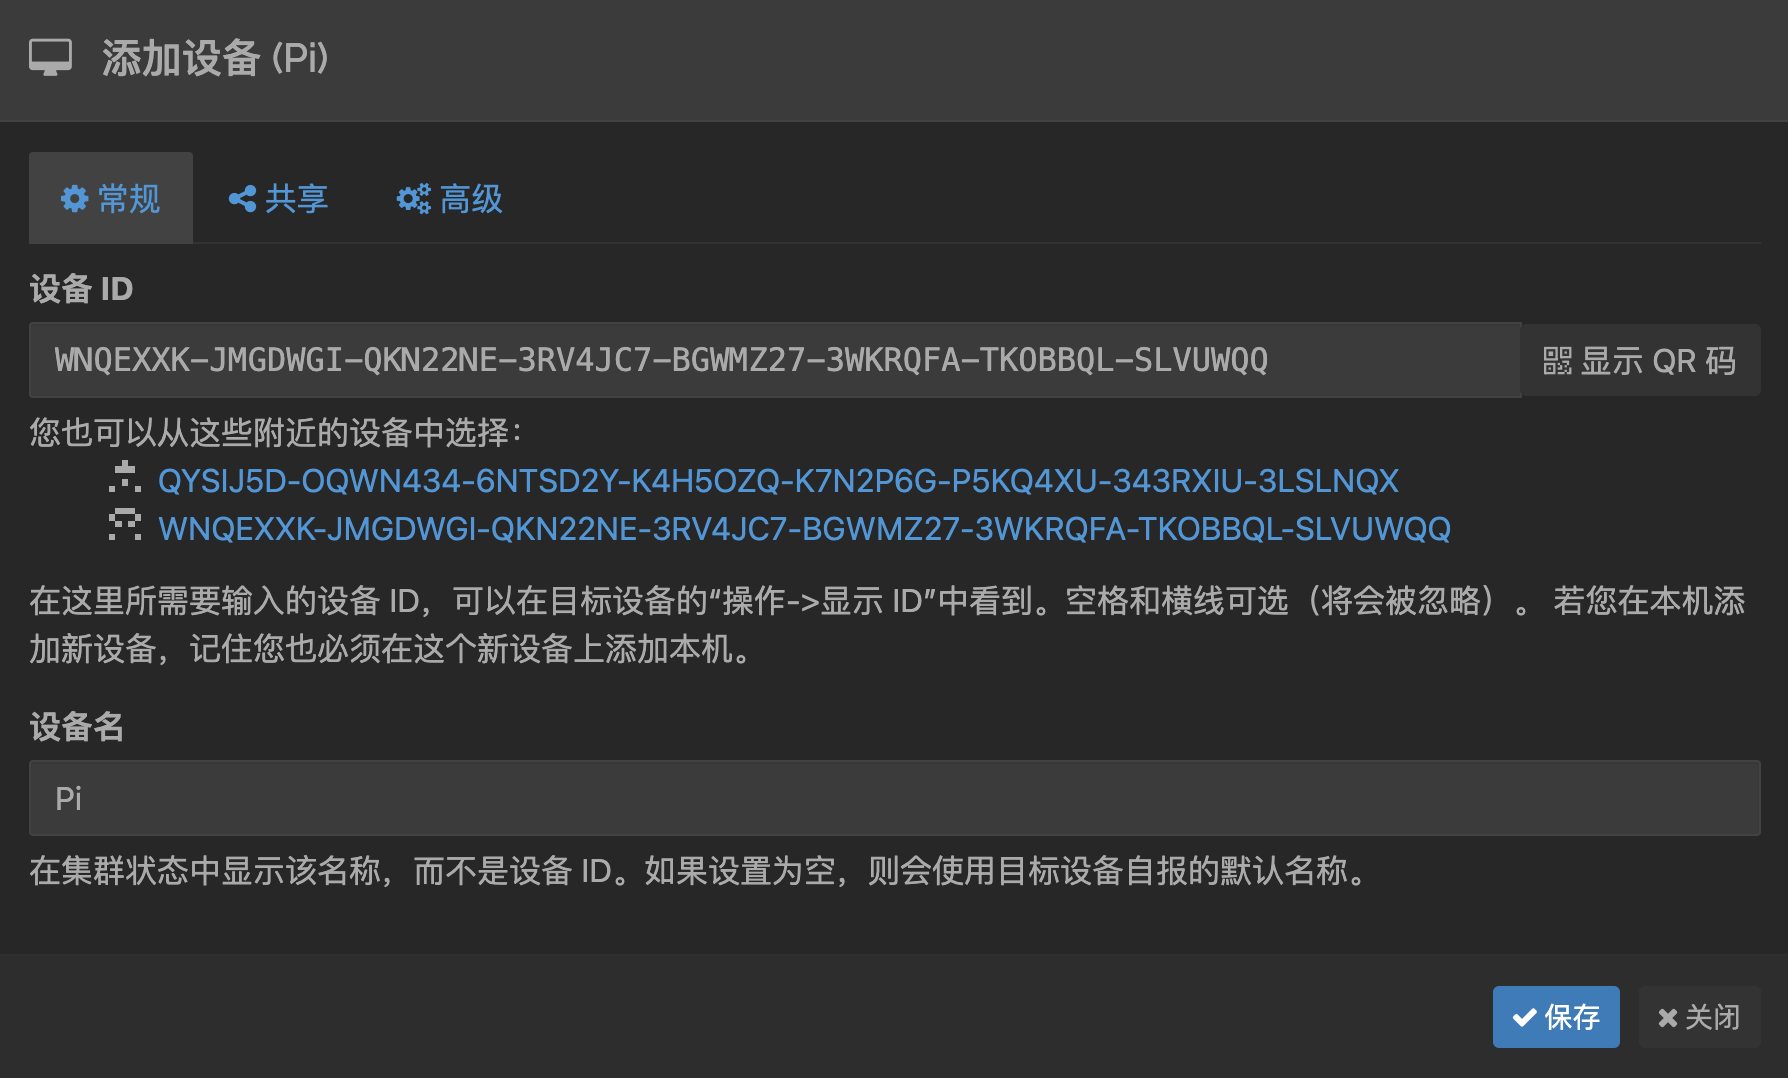 添加设备 (Pi)
常规
共享
高级
设备 ID
WNQEXXK-JMGDWGI-QKN22NE-3RV4JC7-BGWMZ27-3WKRQFA-TKOBBQL-SLVUWQQ
显示 QR 码
您也可以从这些附近的设备中选择：
QYSIJ5D-OQWN434-6NTSD2Y-K4H5OZQ-K7N2P6G-P5KQ4XU-343RXIU-3LSLNQX
WNQEXXK-JMGDWGI-QKN22NE-3RV4JC7-BGWMZ27-3WKRQFA-TKOBBQL-SLVUWQQ
在这里所需要输入的设备 ID，可以在目标设备的“操作->显示 ID”中看到。空格和横线可选（将会被忽略）。 若您在本机添
加新设备，记住您也必须在这个新设备上添加本机。
设备名
Pi
在集群状态中显示该名称，而不是设备 ID。如果设置为空，则会使用目标设备自报的默认名称。
保存
关闭